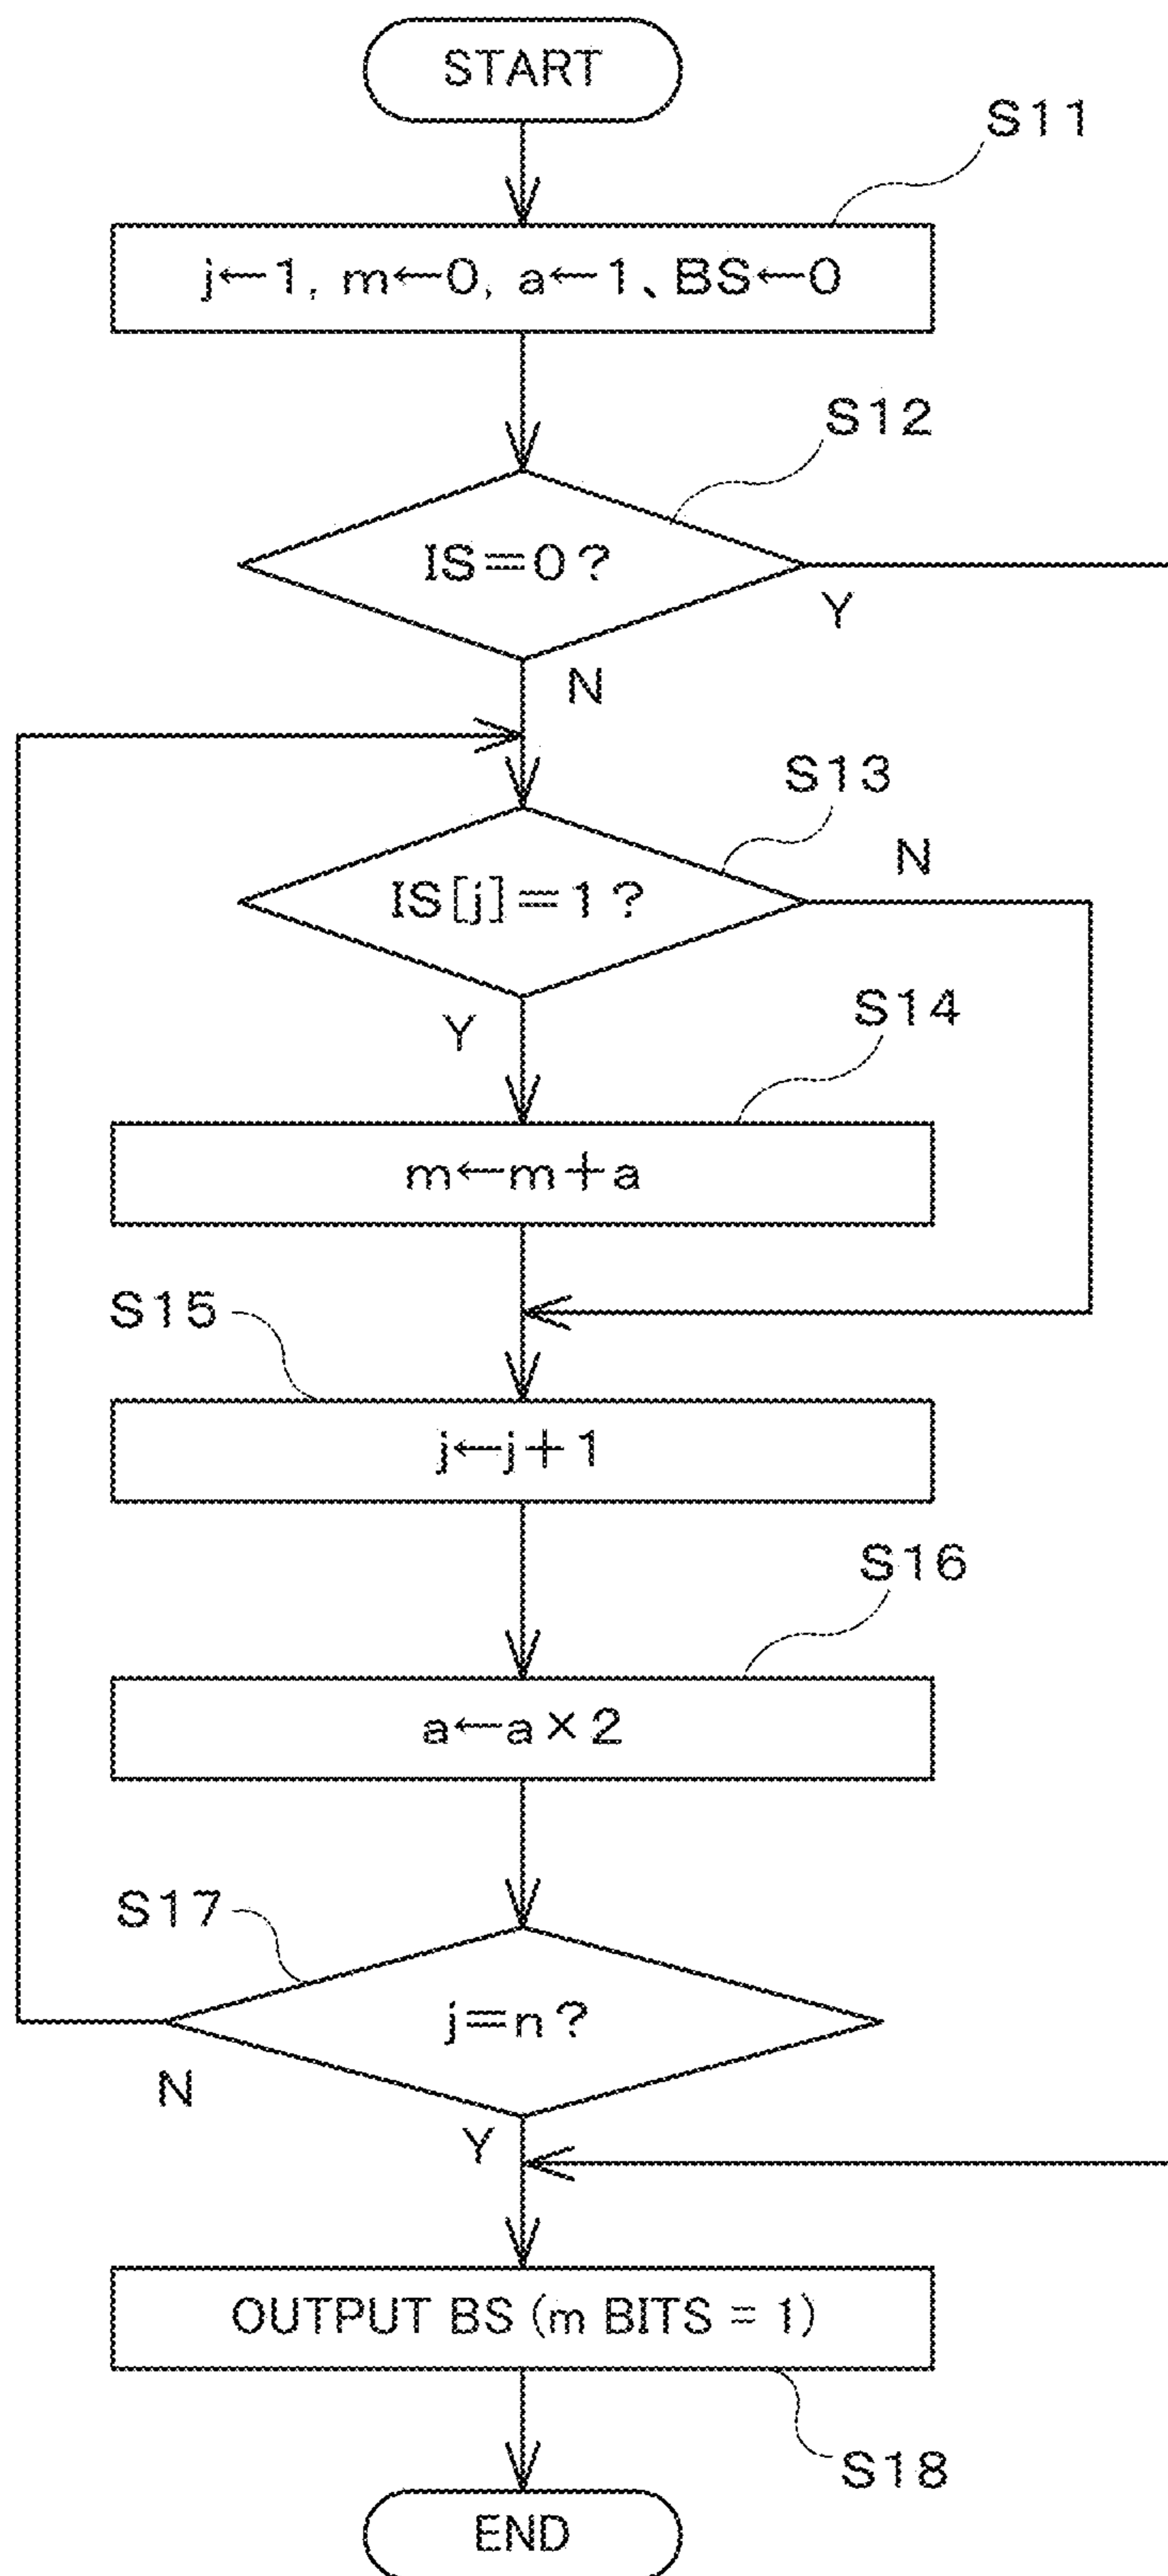 START
S11
j←1, m←0, a←1、BS←0
S12
IS=0?
Y
N
S13
N
IS[j]=1?
Y
S14
m←m+a
S15
j←j+1
S16
a←a×2
S17
j=n?
N
Y
OUTPUT BS (m BITS = 1)
S18
END